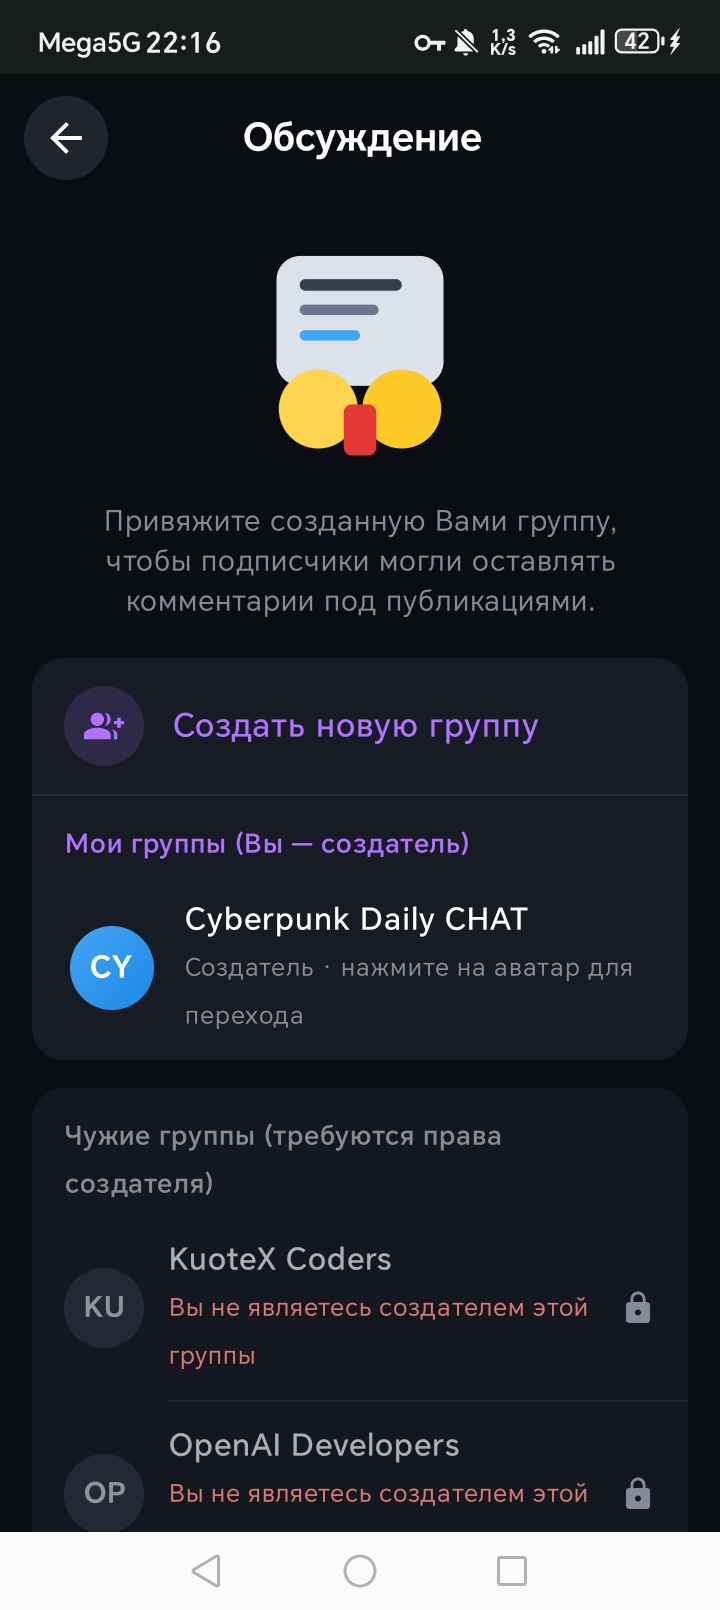 Mega5G 22:16
1,3 K/s
42
Обсуждение
Привяжите созданную Вами группу,
чтобы подписчики могли оставлять
комментарии под публикациями.
Создать новую группу
Мои группы (Вы — создатель)
CY
Cyberpunk Daily CHAT
Создатель · нажмите на аватар для
перехода
Чужие группы (требуются права
создателя)
KU
KuoteX Coders
Вы не являетесь создателем этой
группы
OP
OpenAI Developers
Вы не являетесь создателем этой